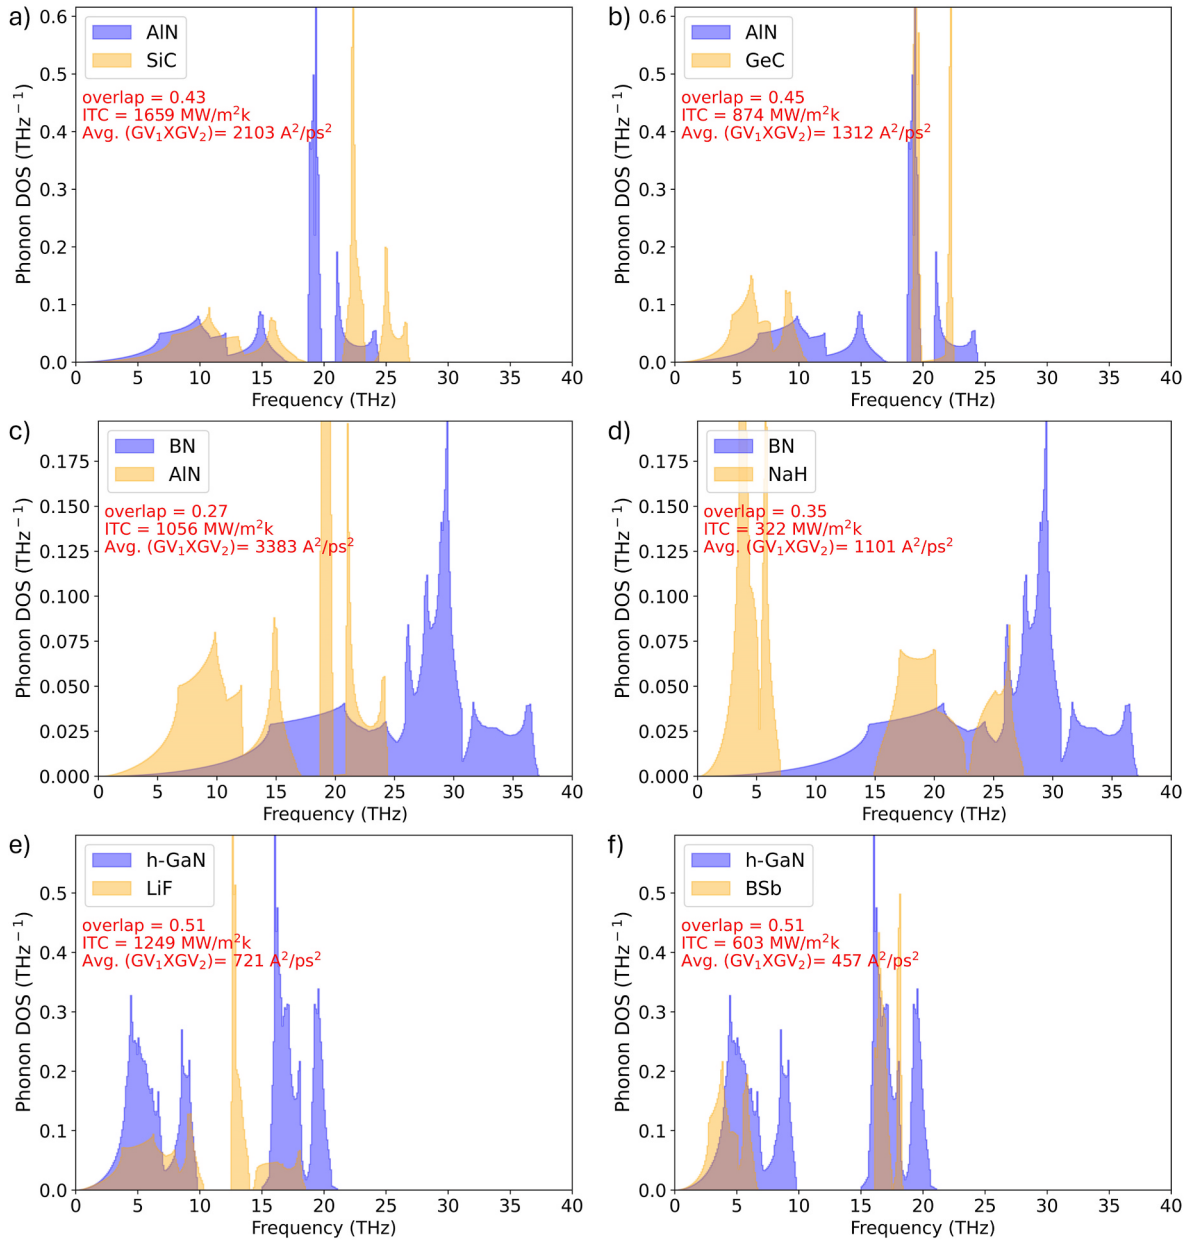 a)
AlN
SiC
overlap = 0.43
ITC = 1659 MW/m²k
Avg. (GV₁XGV₂)= 2103 A²/ps²
Phonon DOS (THz⁻¹)
0.6
0.5
0.4
0.3
0.2
0.1
0.0
0 5 10 15 20 25 30 35 40
Frequency (THz)
b)
AlN
GeC
overlap = 0.45
ITC = 874 MW/m²k
Avg. (GV₁XGV₂)= 1312 A²/ps²
Phonon DOS (THz⁻¹)
0.6
0.5
0.4
0.3
0.2
0.1
0.0
0 5 10 15 20 25 30 35 40
Frequency (THz)
c)
BN
AlN
overlap = 0.27
ITC = 1056 MW/m²k
Avg. (GV₁XGV₂)= 3383 A²/ps²
Phonon DOS (THz⁻¹)
0.175
0.150
0.125
0.100
0.075
0.050
0.025
0.000
0 5 10 15 20 25 30 35 40
Frequency (THz)
d)
BN
NaH
overlap = 0.35
ITC = 322 MW/m²k
Avg. (GV₁XGV₂)= 1101 A²/ps²
Phonon DOS (THz⁻¹)
0.175
0.150
0.125
0.100
0.075
0.050
0.025
0.000
0 5 10 15 20 25 30 35 40
Frequency (THz)
e)
h-GaN
LiF
overlap = 0.51
ITC = 1249 MW/m²k
Avg. (GV₁XGV₂)= 721 A²/ps²
Phonon DOS (THz⁻¹)
0.5
0.4
0.3
0.2
0.1
0.0
0 5 10 15 20 25 30 35 40
Frequency (THz)
f)
h-GaN
BSb
overlap = 0.51
ITC = 603 MW/m²k
Avg. (GV₁XGV₂)= 457 A²/ps²
Phonon DOS (THz⁻¹)
0.5
0.4
0.3
0.2
0.1
0.0
0 5 10 15 20 25 30 35 40
Frequency (THz)